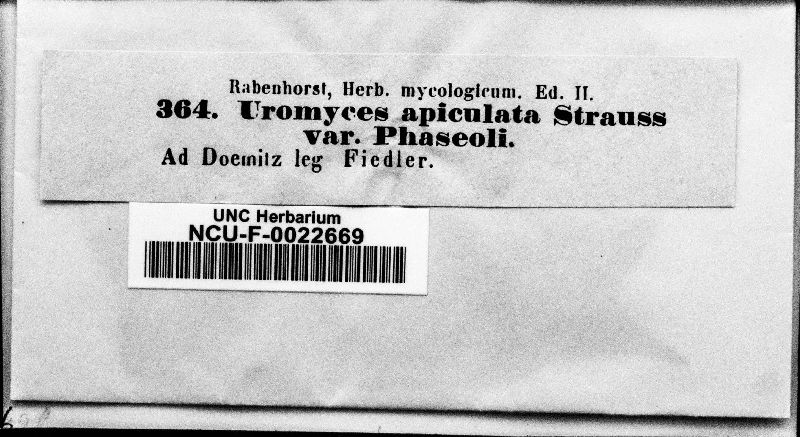 Rabenhorst, Herb. mycologicum. Ed. II.
364. Uromyces apiculata Strauss
var. Phaseoli.
Ad Doemitz leg Fiedler.
UNC Herbarium
NCU-F-0022669